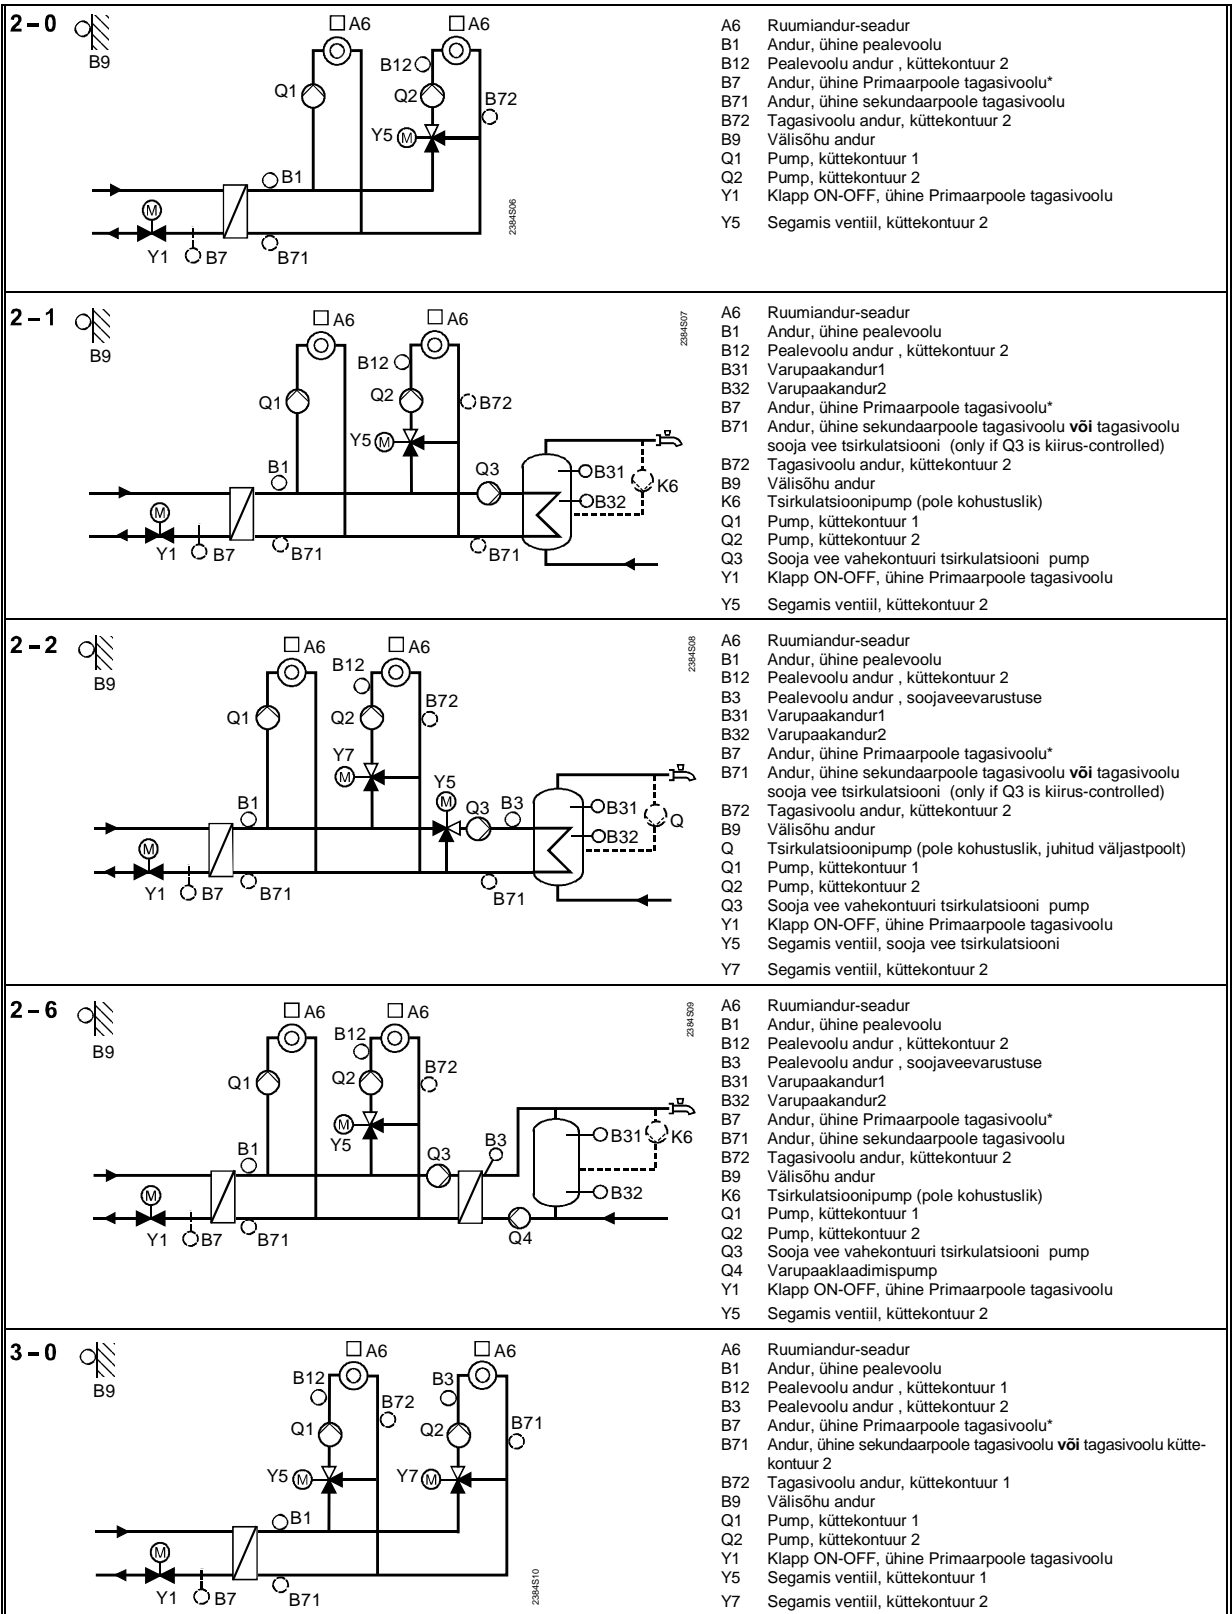 2 – 0
B9
A6
A6
B12
Q1
Q2
B72
Y5
M
B1
M
Y1
B7
B71
2384S06
A6 Ruumiandur-seadur
B1 Andur, ühine pealevoolu
B12 Pealevoolu andur , küttekontuur 2
B7 Andur, ühine Primaarpoole tagasivoolu*
B71 Andur, ühine sekundaarpoole tagasivoolu
B72 Tagasivoolu andur, küttekontuur 2
B9 Välisõhu andur
Q1 Pump, küttekontuur 1
Q2 Pump, küttekontuur 2
Y1 Klapp ON-OFF, ühine Primaarpoole tagasivoolu
Y5 Segamis ventiil, küttekontuur 2
2 – 1
B9
A6
A6
2384S07
B12
Q1
Q2
B72
Y5
M
B1
Q3
B31
K6
B32
M
Y1
B7
B71
B71
A6 Ruumiandur-seadur
B1 Andur, ühine pealevoolu
B12 Pealevoolu andur , küttekontuur 2
B31 Varupaakandur1
B32 Varupaakandur2
B7 Andur, ühine Primaarpoole tagasivoolu*
B71 Andur, ühine sekundaarpoole tagasivoolu või tagasivoolu
sooja vee tsirkulatsiooni (only if Q3 is kiirus-controlled)
B72 Tagasivoolu andur, küttekontuur 2
B9 Välisõhu andur
K6 Tsirkulatsioonipump (pole kohustuslik)
Q1 Pump, küttekontuur 1
Q2 Pump, küttekontuur 2
Q3 Sooja vee vahekontuuri tsirkulatsiooni pump
Y1 Klapp ON-OFF, ühine Primaarpoole tagasivoolu
Y5 Segamis ventiil, küttekontuur 2
2 – 2
B9
A6
A6
2384S08
B12
B72
Q1
Q2
Y7
M
Y5
M
B1
Q3
B3
B31
Q
B32
M
Y1
B7
B71
B71
A6 Ruumiandur-seadur
B1 Andur, ühine pealevoolu
B12 Pealevoolu andur , küttekontuur 2
B3 Pealevoolu andur , soojaveevarustuse
B31 Varupaakandur1
B32 Varupaakandur2
B7 Andur, ühine Primaarpoole tagasivoolu*
B71 Andur, ühine sekundaarpoole tagasivoolu või tagasivoolu
sooja vee tsirkulatsiooni (only if Q3 is kiirus-controlled)
B72 Tagasivoolu andur, küttekontuur 2
B9 Välisõhu andur
Q Tsirkulatsioonipump (pole kohustuslik, juhitud väljastpoolt)
Q1 Pump, küttekontuur 1
Q2 Pump, küttekontuur 2
Q3 Sooja vee vahekontuuri tsirkulatsiooni pump
Y1 Klapp ON-OFF, ühine Primaarpoole tagasivoolu
Y5 Segamis ventiil, sooja vee tsirkulatsiooni
Y7 Segamis ventiil, küttekontuur 2
2 – 6
B9
A6
A6
2384S09
B12
B72
Q1
Q2
M
Y5
B1
Q3
B3
B31
K6
B32
M
Y1
B7
B71
Q4
A6 Ruumiandur-seadur
B1 Andur, ühine pealevoolu
B12 Pealevoolu andur , küttekontuur 2
B3 Pealevoolu andur , soojaveevarustuse
B31 Varupaakandur1
B32 Varupaakandur2
B7 Andur, ühine Primaarpoole tagasivoolu*
B71 Andur, ühine sekundaarpoole tagasivoolu
B72 Tagasivoolu andur, küttekontuur 2
B9 Välisõhu andur
K6 Tsirkulatsioonipump (pole kohustuslik)
Q1 Pump, küttekontuur 1
Q2 Pump, küttekontuur 2
Q3 Sooja vee vahekontuuri tsirkulatsiooni pump
Q4 Varupaaklaadimispump
Y1 Klapp ON-OFF, ühine Primaarpoole tagasivoolu
Y5 Segamis ventiil, küttekontuur 2
3 – 0
B9
A6
A6
B12
B72
B3
B71
Q1
Q2
Y5
M
Y7
M
B1
M
Y1
B7
B71
2384S10
A6 Ruumiandur-seadur
B1 Andur, ühine pealevoolu
B12 Pealevoolu andur , küttekontuur 1
B3 Pealevoolu andur , küttekontuur 2
B7 Andur, ühine Primaarpoole tagasivoolu*
B71 Andur, ühine sekundaarpoole tagasivoolu või tagasivoolu kütte-
kontuur 2
B72 Tagasivoolu andur, küttekontuur 1
B9 Välisõhu andur
Q1 Pump, küttekontuur 1
Q2 Pump, küttekontuur 2
Y1 Klapp ON-OFF, ühine Primaarpoole tagasivoolu
Y5 Segamis ventiil, küttekontuur 1
Y7 Segamis ventiil, küttekontuur 2